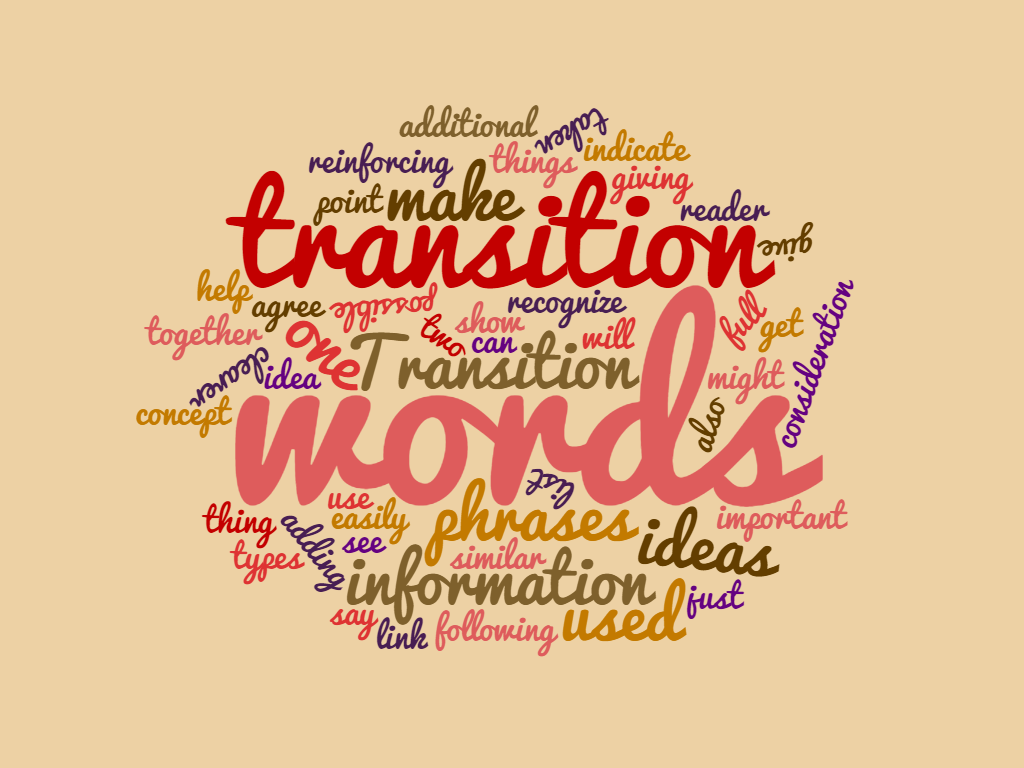 additional
taken
reinforcing
things
indicate
giving
point
make
reader
transition
give
help
agree
possible
recognize
full
consideration
together
one
two
show
can
will
get
clearer
idea
Transition
might
concept
words
also
list
use
thing
adding
easily
see
phrases
important
types
similar
ideas
information
say
link
following
used
just